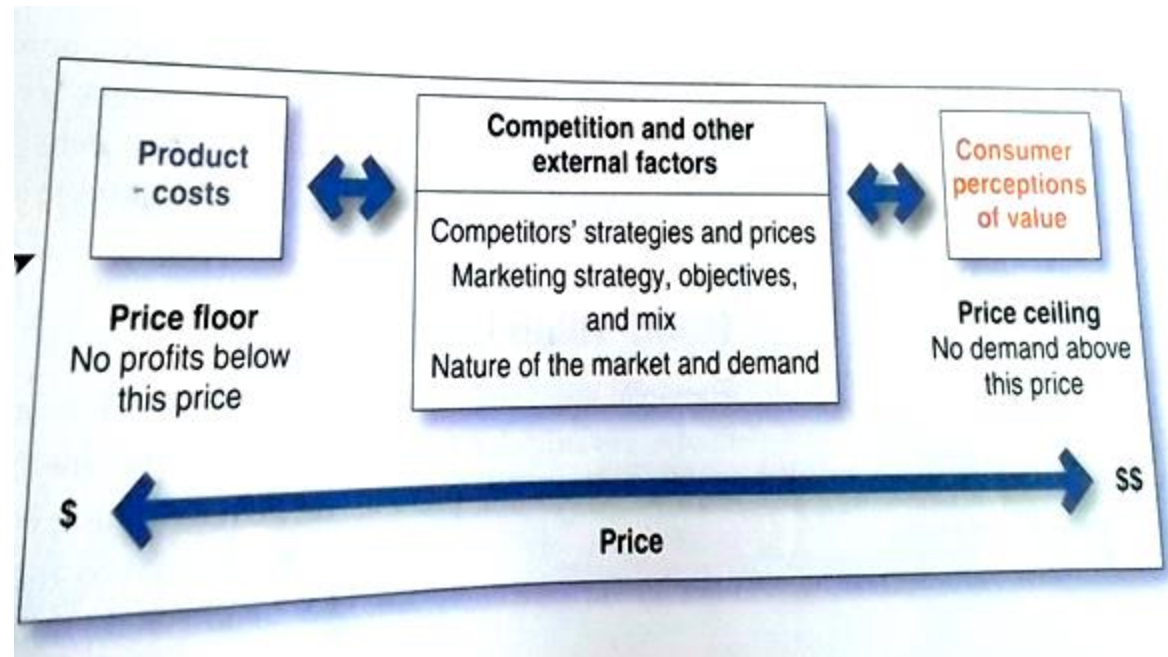 Product
costs
Price floor
No profits below
this price
Competition and other
external factors
Competitors' strategies and prices
Marketing strategy, objectives,
and mix
Nature of the market and demand
Consumer
perceptions
of value
Price ceiling
No demand above
this price
$
$$
Price